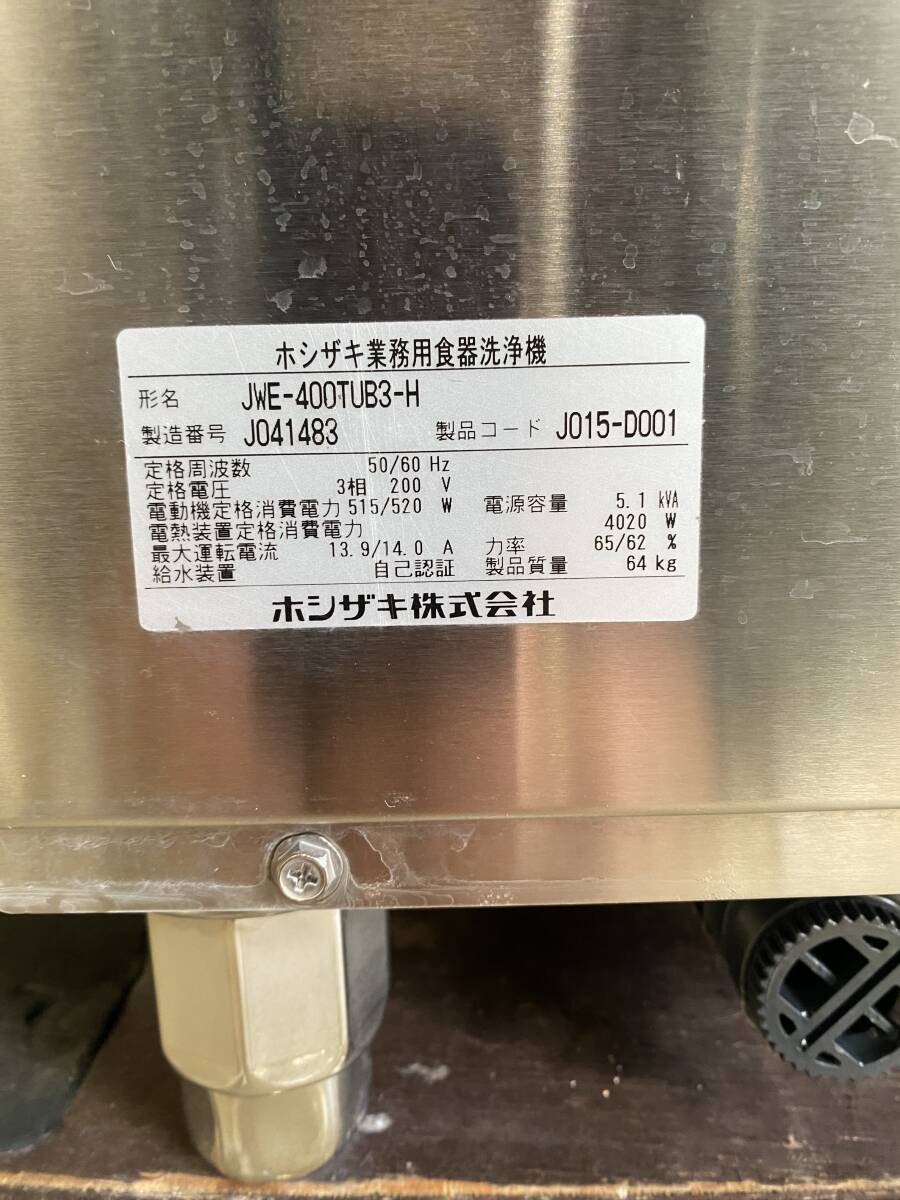 ホシザキ業務用食器洗浄機
形名 JWE-400TUB3-H
製造番号 J041483 製品コード J015-D001
定格周波数 50/60 Hz
定格電圧 3相 200 V
電動機定格消費電力 515/520 W 電源容量 5.1 kVA
電熱装置定格消費電力 4020 W
最大運転電流 13.9/14.0 A 力率 65/62 %
給水装置 自己認証 製品質量 64 kg
ホシザキ株式会社